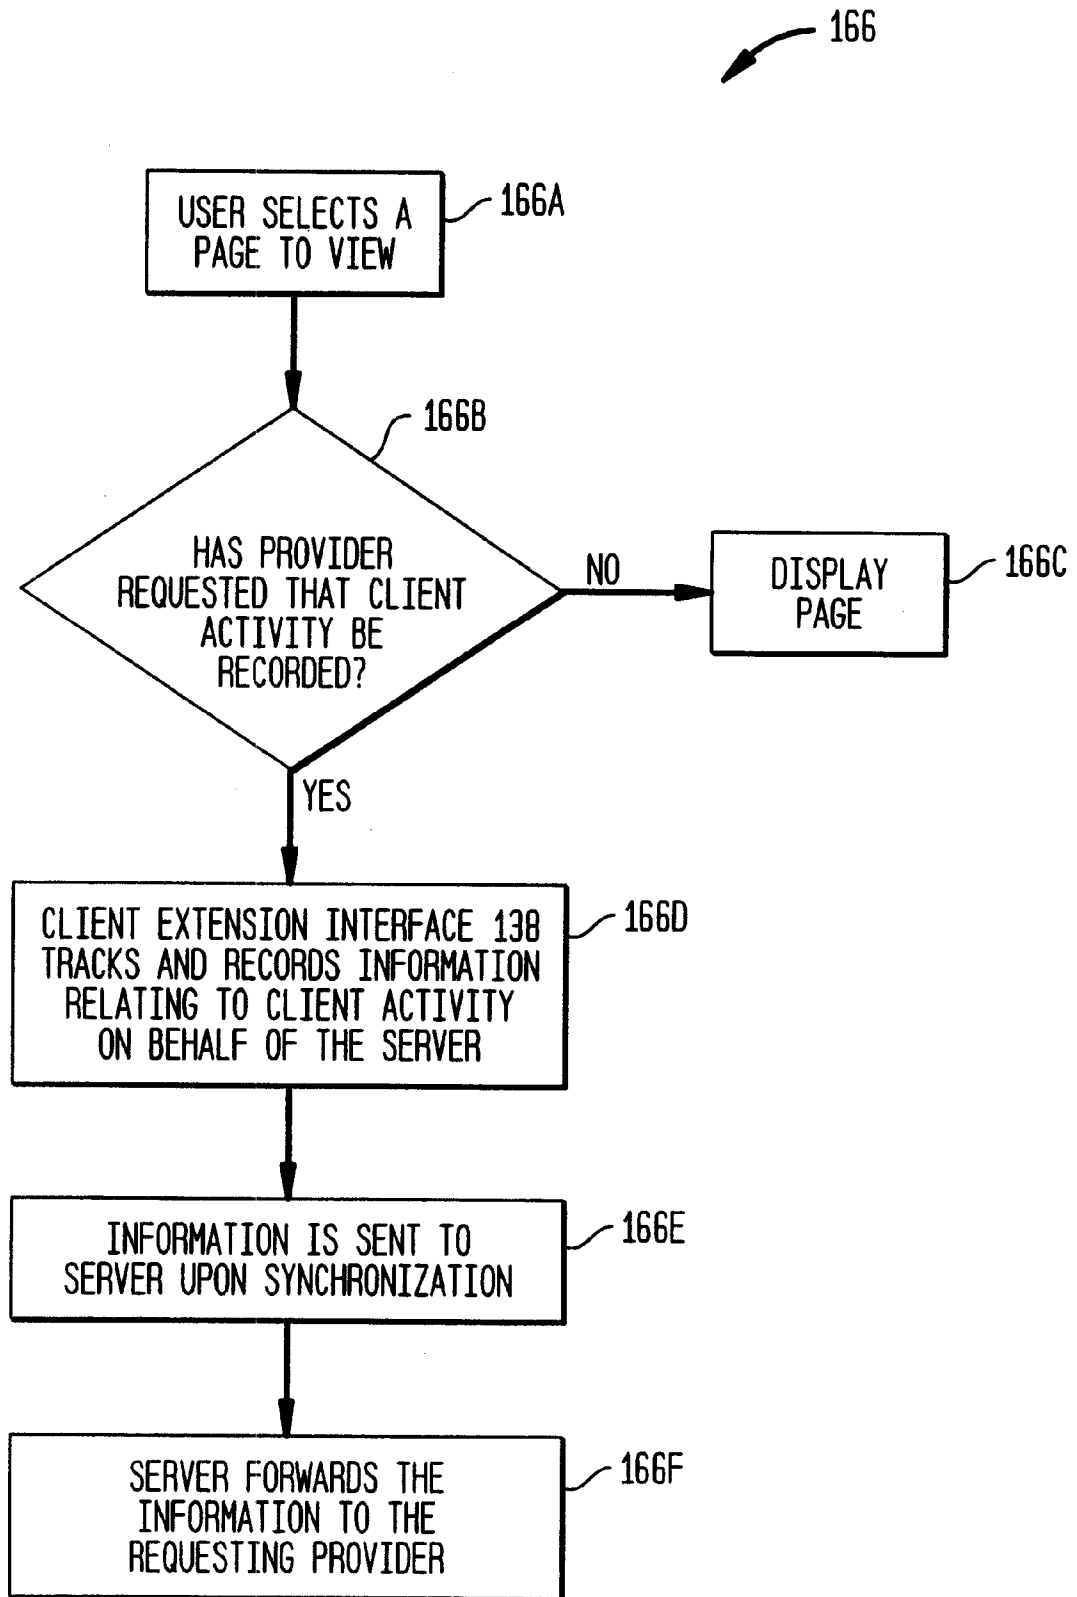 166
USER SELECTS A
PAGE TO VIEW
166A
166B
HAS PROVIDER
REQUESTED THAT CLIENT
ACTIVITY BE
RECORDED?
NO
DISPLAY
PAGE
166C
YES
CLIENT EXTENSION INTERFACE 138
TRACKS AND RECORDS INFORMATION
RELATING TO CLIENT ACTIVITY
ON BEHALF OF THE SERVER
166D
INFORMATION IS SENT TO
SERVER UPON SYNCHRONIZATION
166E
SERVER FORWARDS THE
INFORMATION TO THE
REQUESTING PROVIDER
166F